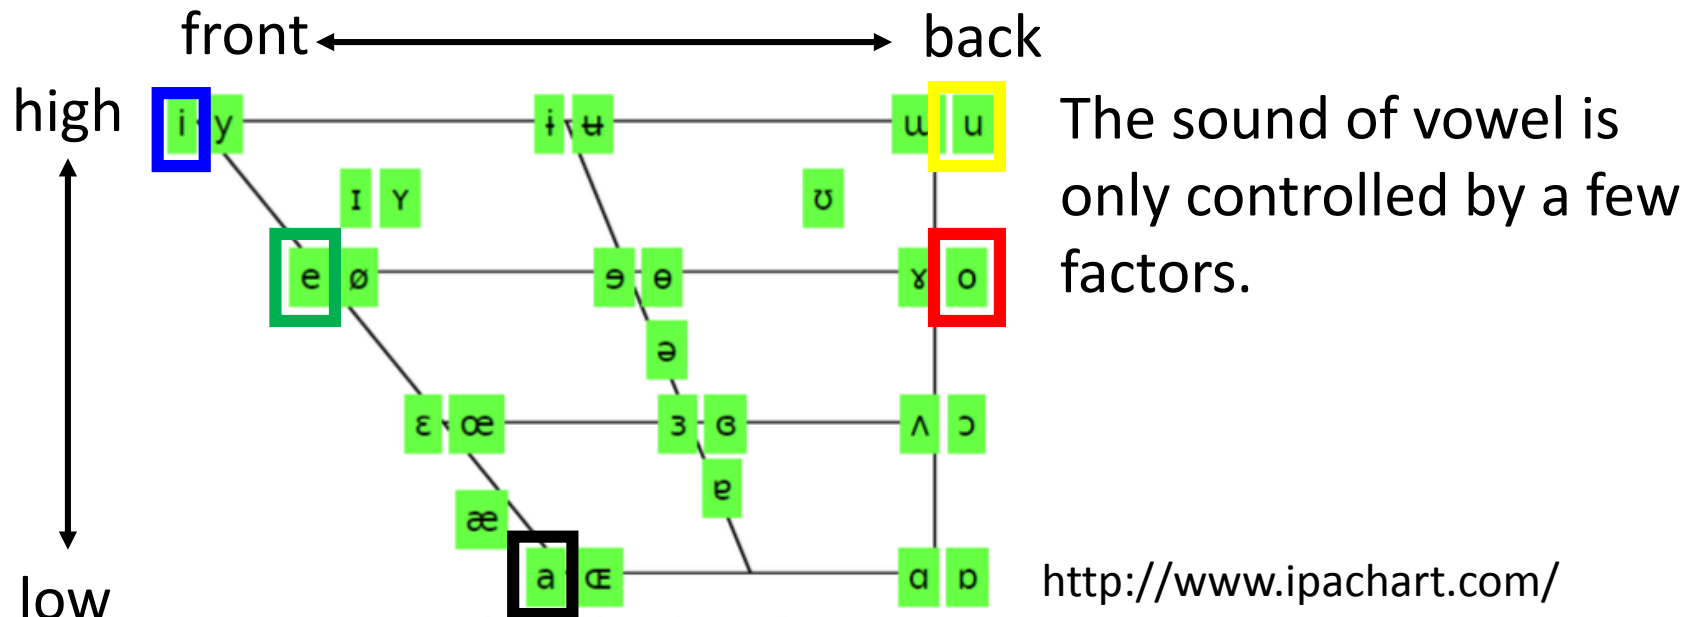 front back
high
i y ɨ ʉ ɯ u
The sound of vowel is
only controlled by a few
factors.
ɪ ʏ ʊ
e ø ɘ ɵ ɤ o
ə
ɛ œ ɜ ɞ ʌ ɔ
ɐ
æ
a ɶ ɑ ɒ
low
http://www.ipachart.com/